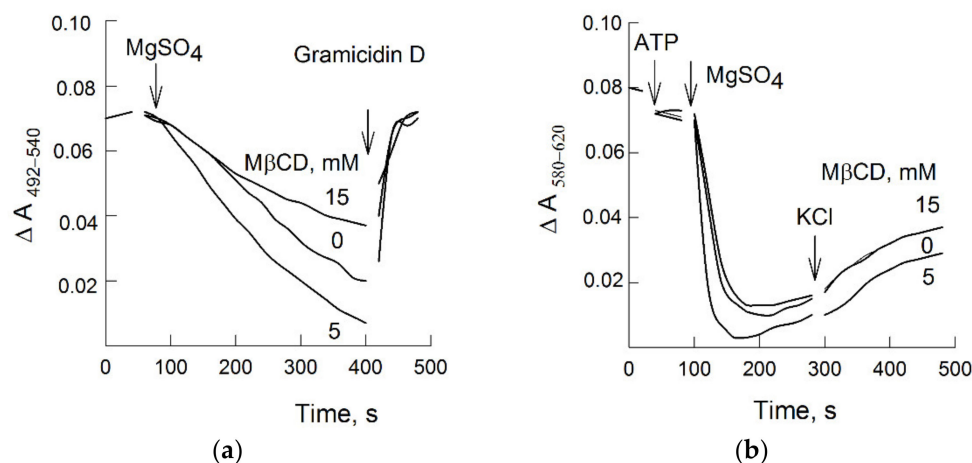 0.10
MgSO4
Gramicidin D
0.08
0.06
MβCD, mM
15
0.04
0
0.02
5
Δ A 492–540
0 100 200 300 400 500
Time, s
(a)
0.10
ATP
MgSO4
0.08
0.06
MβCD, mM
15
0.04
KCl
0
5
0.02
Δ A 580–620
0 100 200 300 400 500
Time, s
(b)